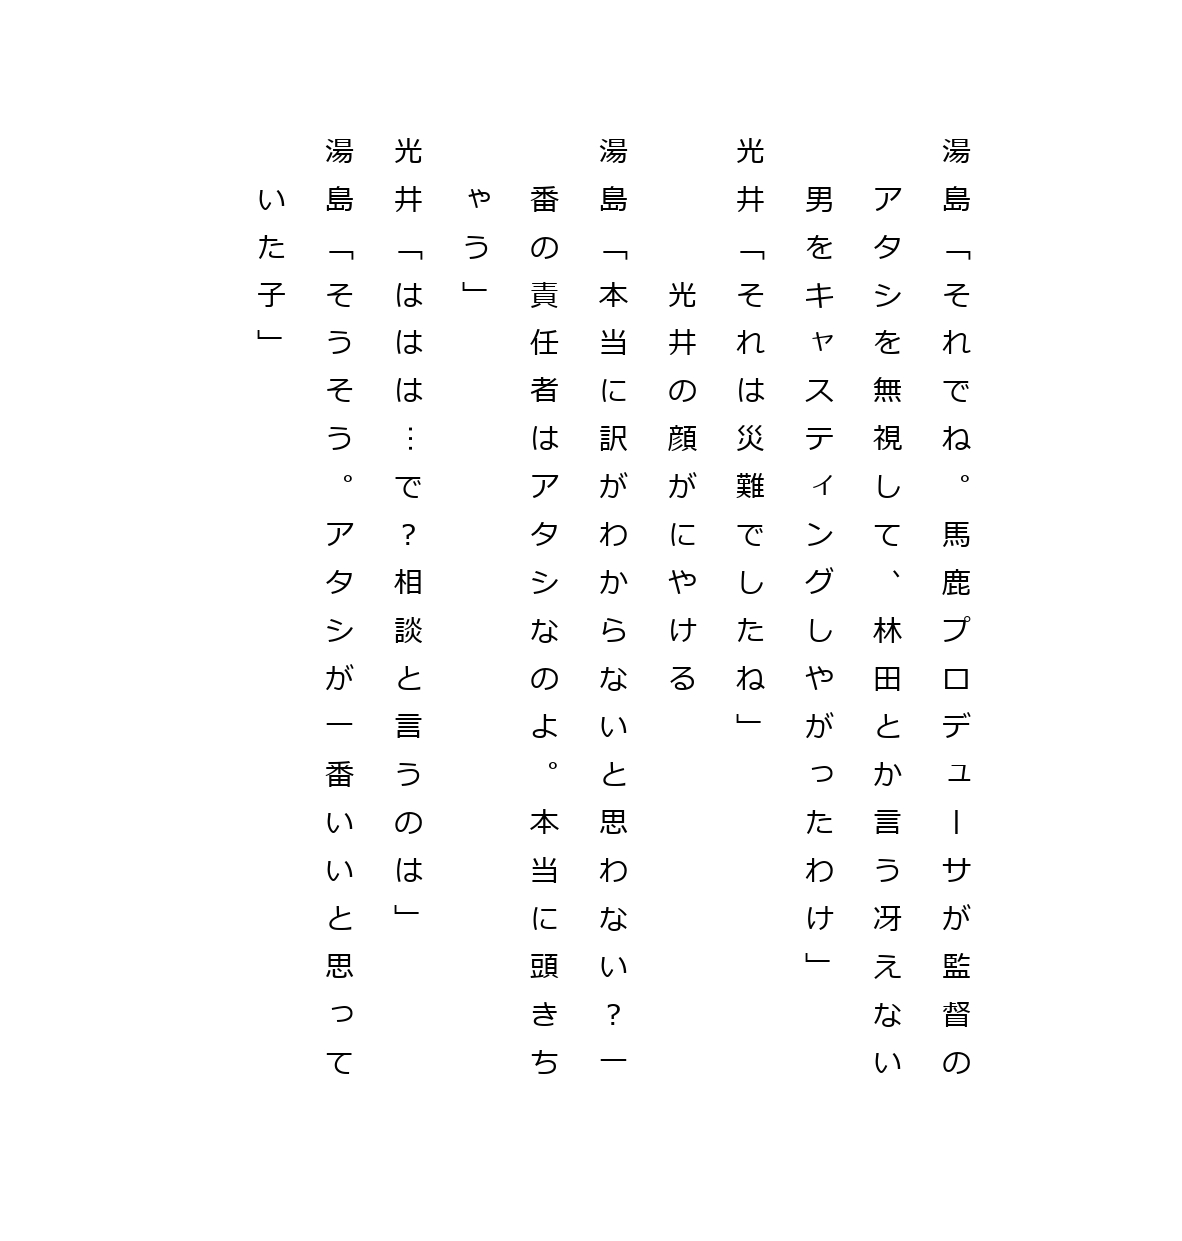 湯島「それでね。馬鹿プロデューサが監督の
アタシを無視して、林田とか言う冴えない
男をキャスティングしやがったわけ」
光井「それは災難でしたね」
光井の顔がにやける
湯島「本当に訳がわからないと思わない?一
番の責任者はアタシなのよ。本当に頭きち
ゃう」
光井「ははは…で?相談と言うのは」
湯島「そうそう。アタシが一番いいと思って
いた子」